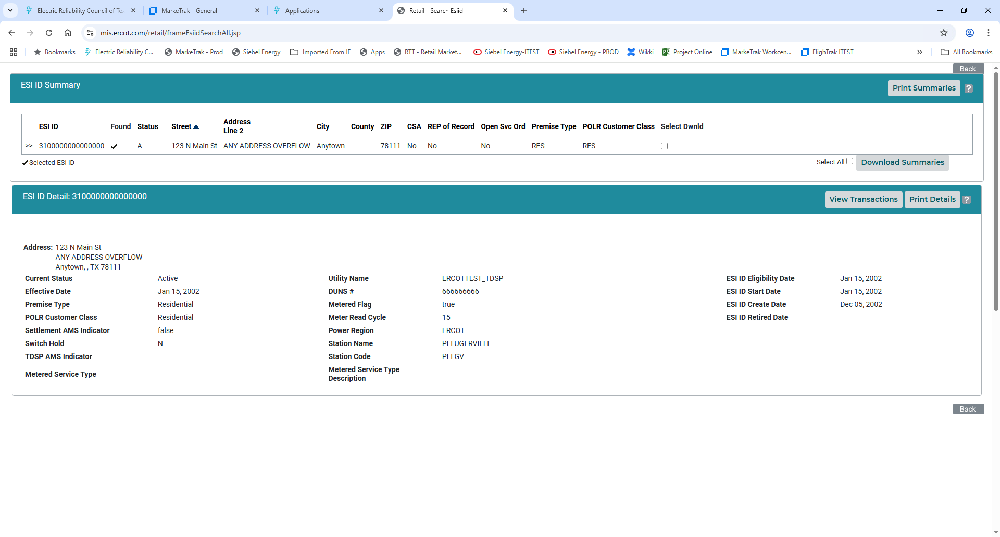 Electric Reliability Council of Te
MarkeTrak - General
Applications
Retail - Search Esiid
mis.ercot.com/retail/frameEsiidSearchAll.jsp
Bookmarks
Electric Reliability C...
MarkeTrak - Prod
Siebel Energy
Imported From IE
Apps
RTT - Retail Market...
Siebel Energy-ITEST
Siebel Energy - PROD
Wikki
Project Online
MarkeTrak Workcen...
FlighTrak ITEST
All Bookmarks
Back
ESI ID Summary
Print Summaries ?
ESI ID Found Status Street Address Line 2 City County ZIP CSA REP of Record Open Svc Ord Premise Type POLR Customer Class Select Dwnld
>> 3100000000000000 A 123 N Main St ANY ADDRESS OVERFLOW Anytown 78111 No No No RES RES
Selected ESI ID
Select All Download Summaries
ESI ID Detail: 3100000000000000
View Transactions Print Details ?
Address: 123 N Main St
ANY ADDRESS OVERFLOW
Anytown, , TX 78111
Current Status Active Utility Name ERCOTTEST_TDSP ESI ID Eligibility Date Jan 15, 2002
Effective Date Jan 15, 2002 DUNS # 666666666 ESI ID Start Date Jan 15, 2002
Premise Type Residential Metered Flag true ESI ID Create Date Dec 05, 2002
POLR Customer Class Residential Meter Read Cycle 15 ESI ID Retired Date
Settlement AMS Indicator false Power Region ERCOT
Switch Hold N Station Name PFLUGERVILLE
TDSP AMS Indicator Station Code PFLGV
Metered Service Type Metered Service Type Description
Back